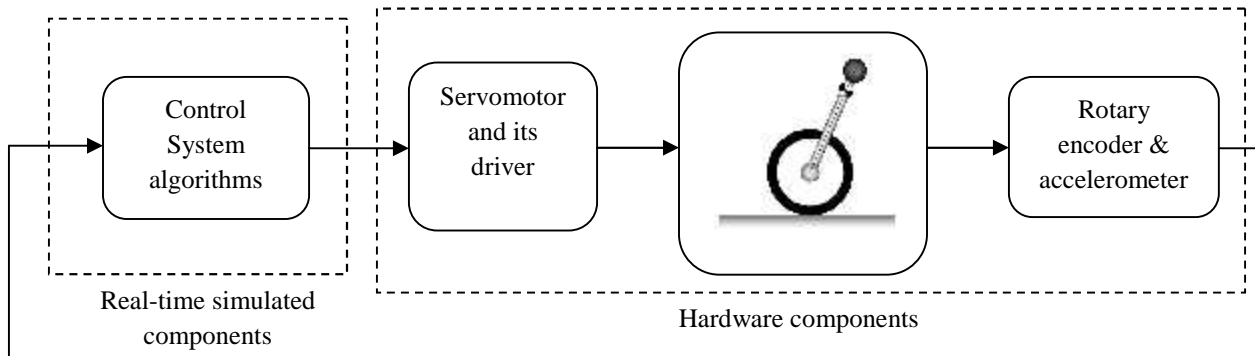 Control
System
algorithms
Servomotor
and its
driver
Rotary
encoder &
accelerometer
Real-time simulated
components
Hardware components